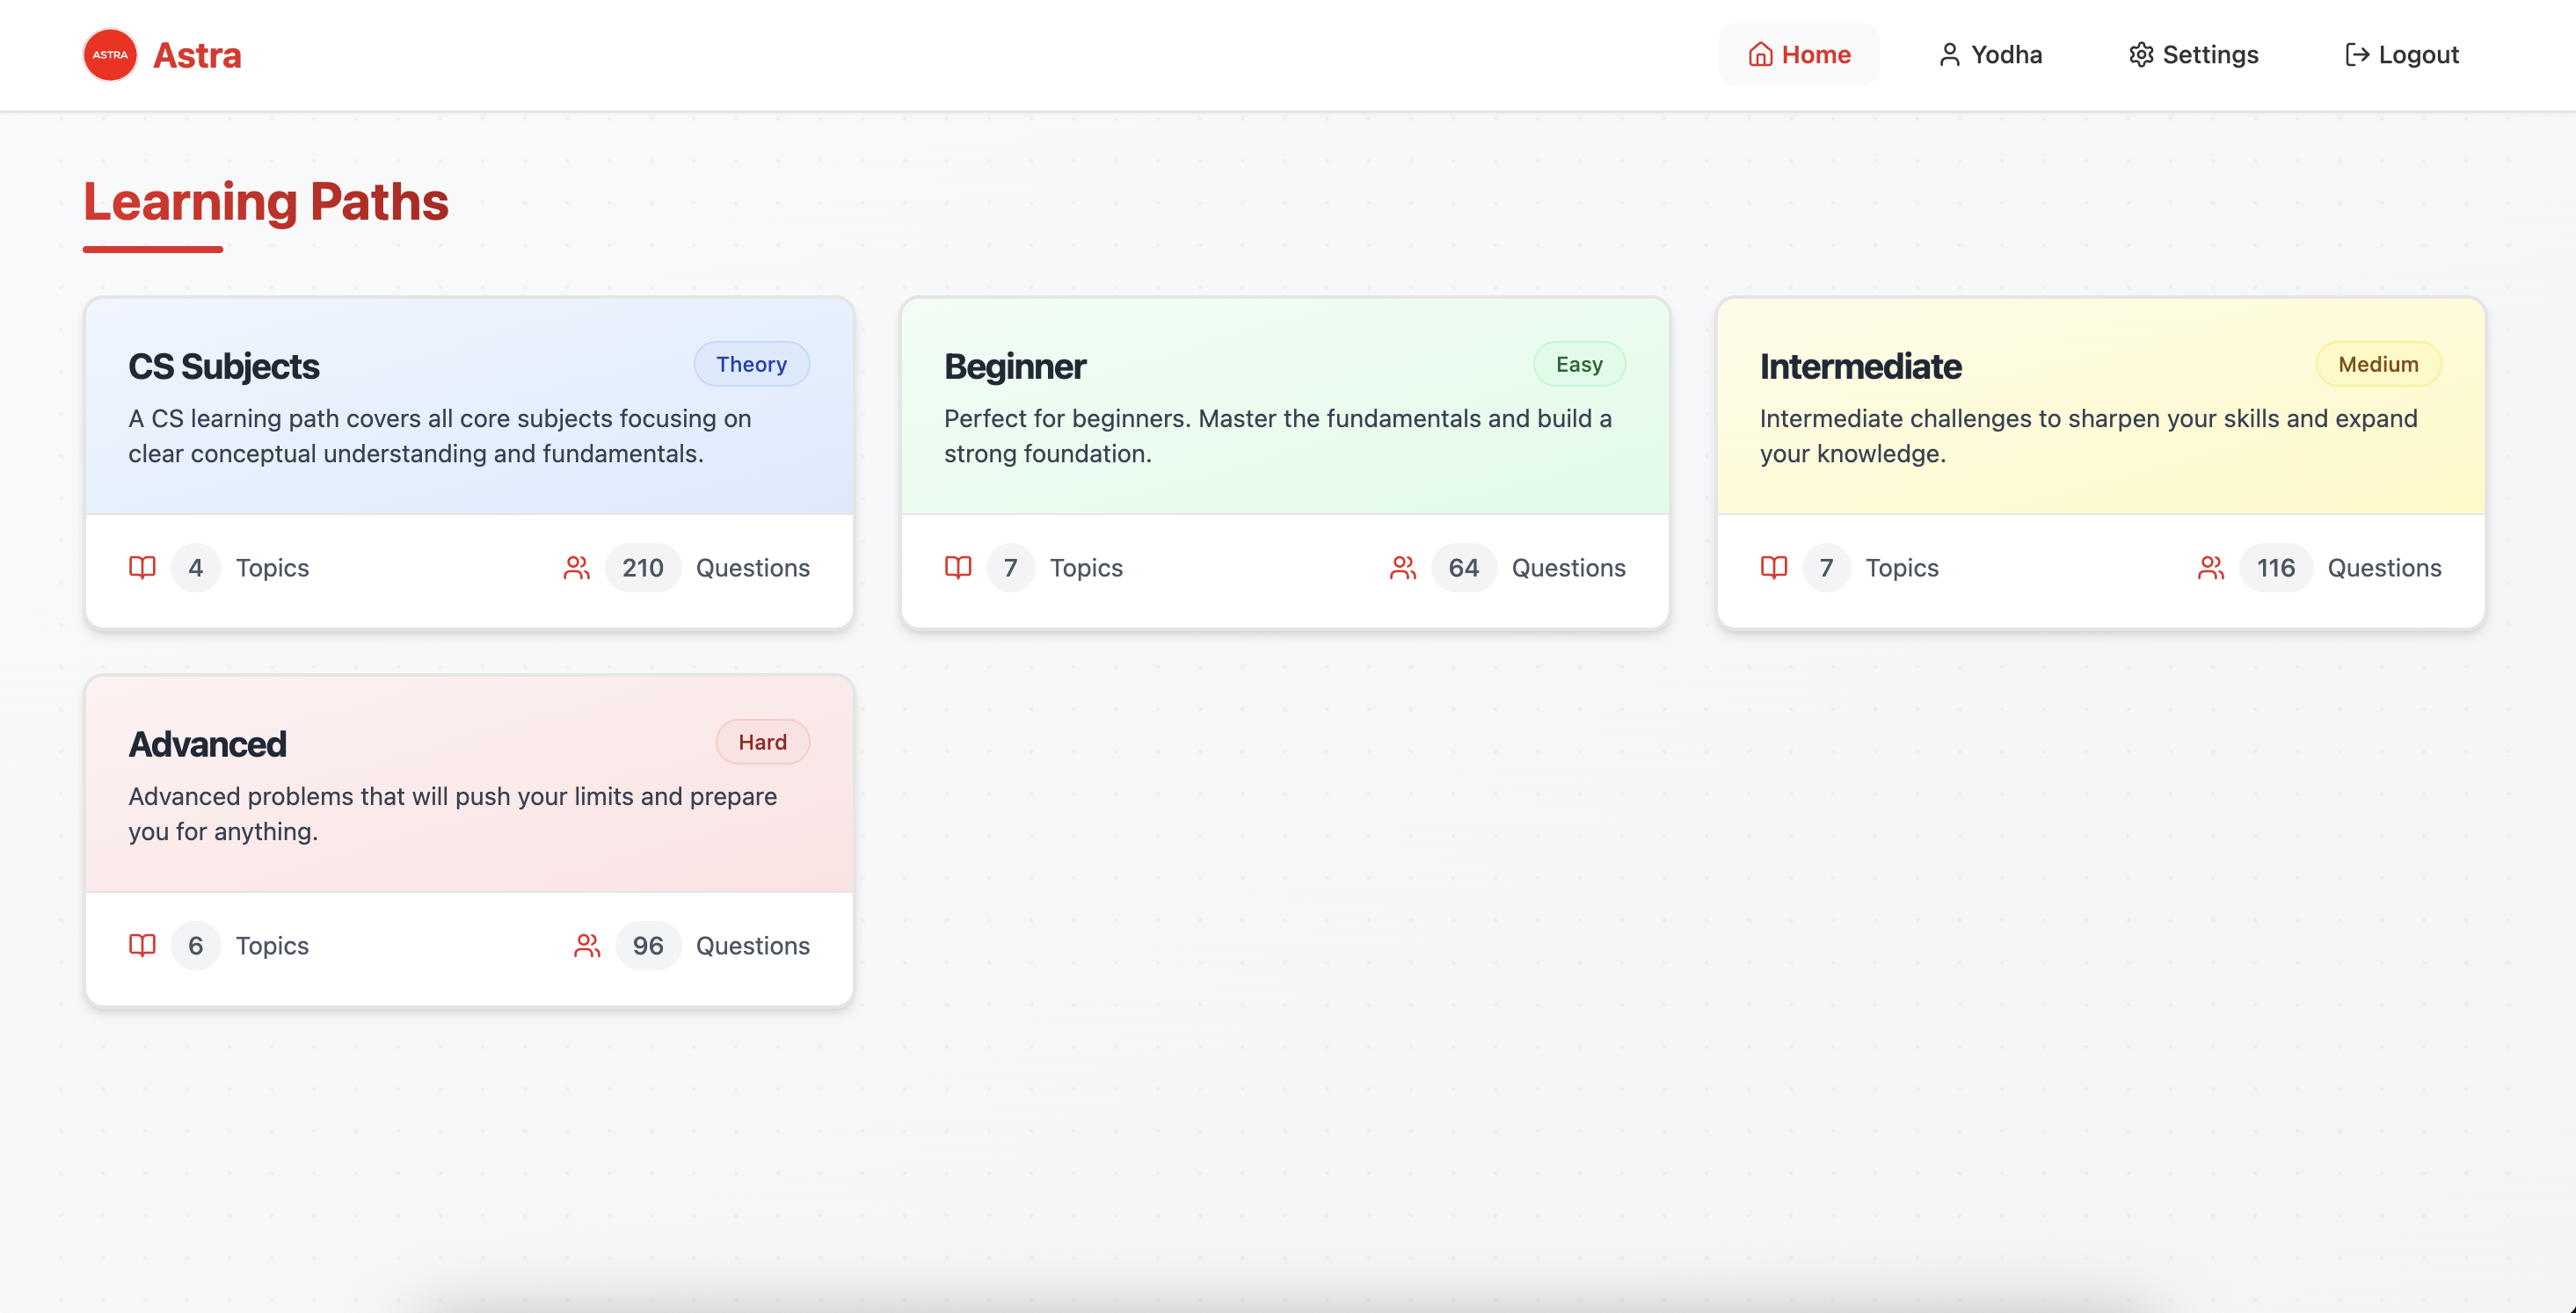 ASTRA
Astra
Home
Yodha
Settings
Logout
Learning Paths
CS Subjects
Theory
A CS learning path covers all core subjects focusing on
clear conceptual understanding and fundamentals.
4 Topics
210 Questions
Beginner
Easy
Perfect for beginners. Master the fundamentals and build a
strong foundation.
7 Topics
64 Questions
Intermediate
Medium
Intermediate challenges to sharpen your skills and expand
your knowledge.
7 Topics
116 Questions
Advanced
Hard
Advanced problems that will push your limits and prepare
you for anything.
6 Topics
96 Questions